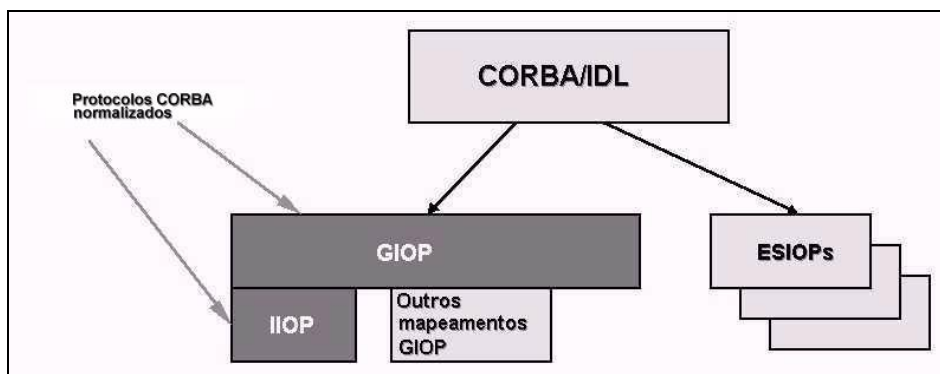 CORBA/IDL
Protocolos CORBA
normalizados
GIOP
ESIOPs
IIOP
Outros
mapeamentos
GIOP